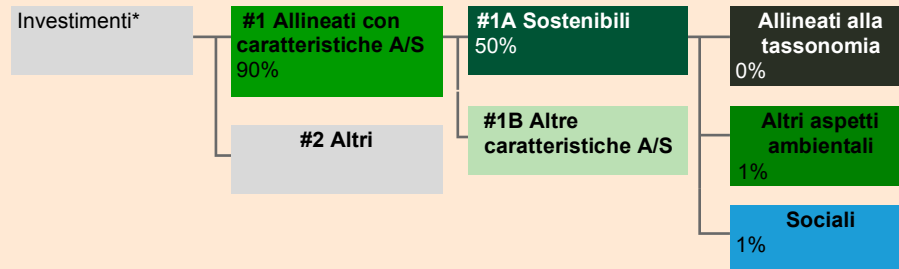 Investimenti*
#1 Allineati con
caratteristiche A/S
90%
#2 Altri
#1A Sostenibili
50%
#1B Altre
caratteristiche A/S
Allineati alla
tassonomia
0%
Altri aspetti
ambientali
1%
Sociali
1%